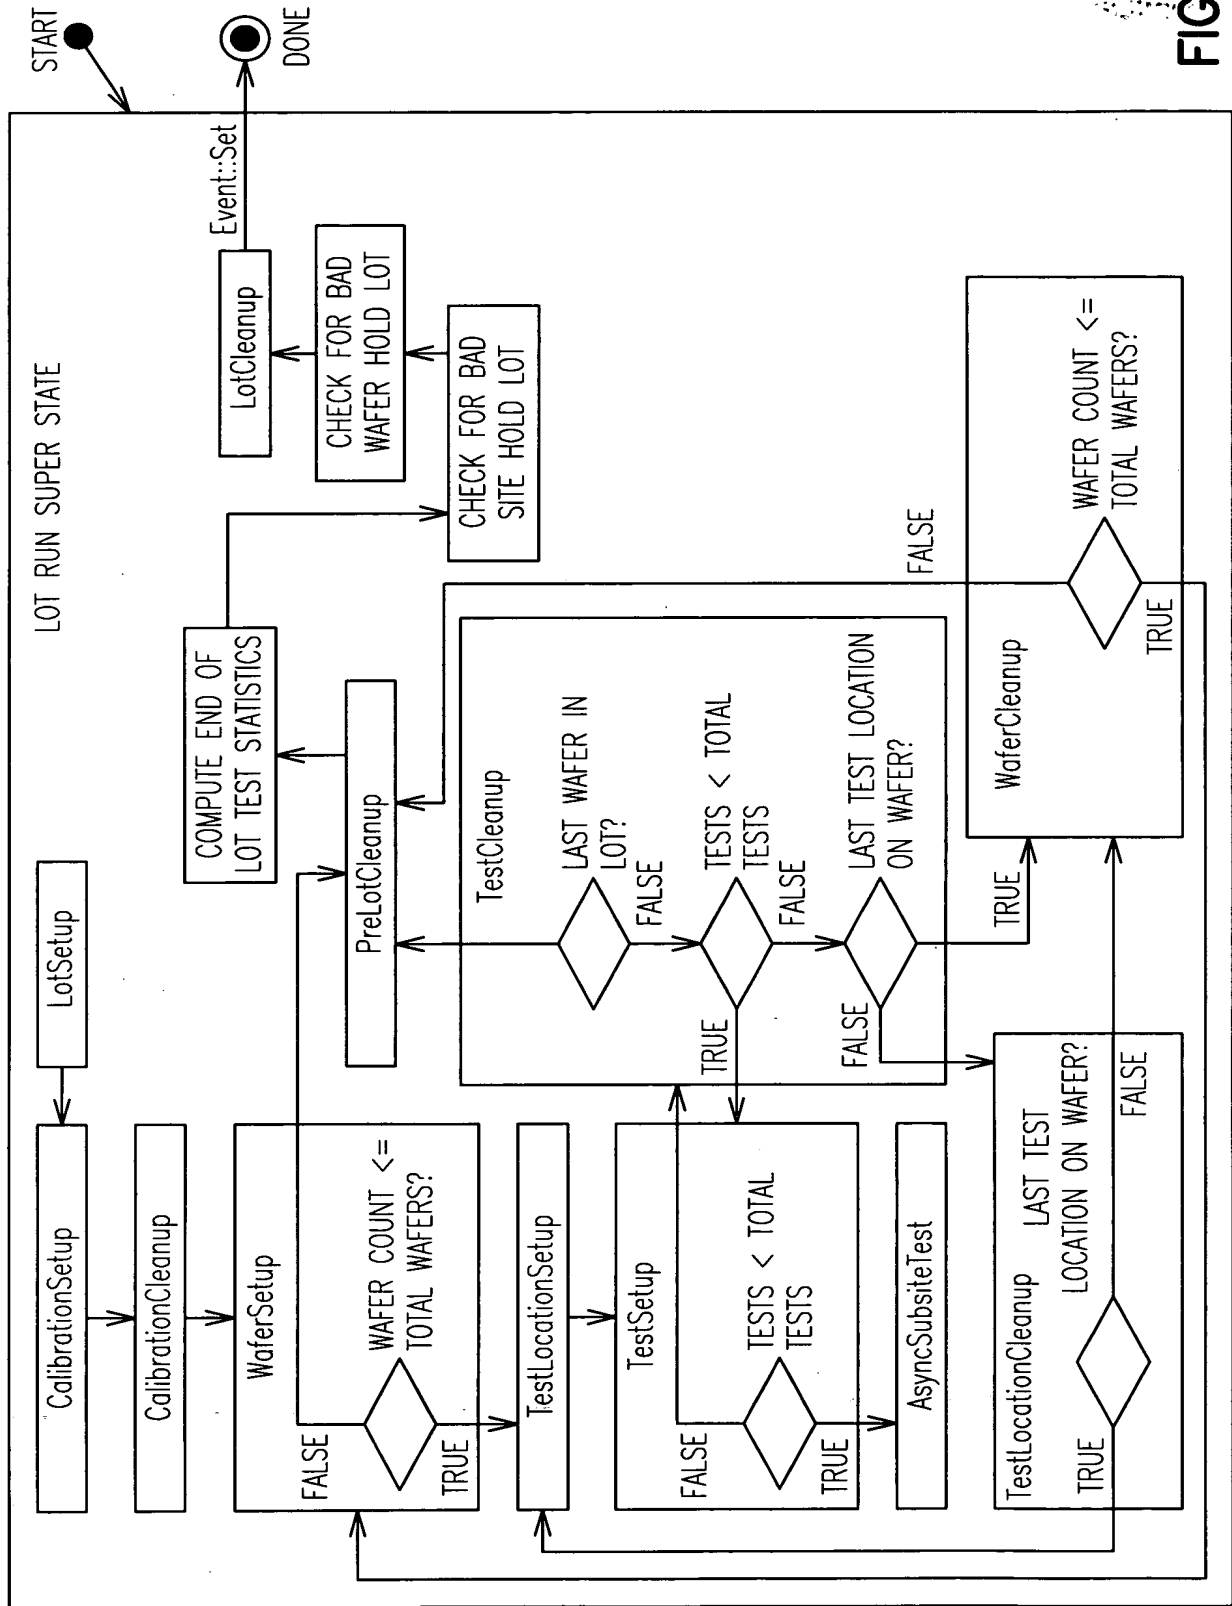 START
DONE
LOT RUN SUPER STATE
Event::Set
LotSetup
CalibrationSetup
CalibrationCleanup
WaferSetup
WAFER COUNT <=
TOTAL WAFERS?
FALSE
TRUE
TestLocationSetup
TestSetup
TESTS < TOTAL
TESTS
FALSE
TRUE
AsyncSubsiteTest
TestLocationCleanup
LAST TEST
LOCATION ON WAFER?
TRUE
FALSE
COMPUTE END OF
LOT TEST STATISTICS
PreLotCleanup
TestCleanup
LAST WAFER IN
LOT?
FALSE
TESTS < TOTAL
TESTS
TRUE
FALSE
LAST TEST LOCATION
ON WAFER?
FALSE
TRUE
LotCleanup
CHECK FOR BAD
WAFER HOLD LOT
CHECK FOR BAD
SITE HOLD LOT
FALSE
WaferCleanup
WAFER COUNT <=
TOTAL WAFERS?
TRUE
FIG